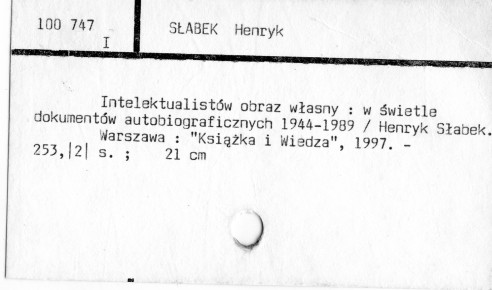 100 747
I
SŁABEK Henryk
Intelektualistów obraz własny : w świetle
dokumentów autobiograficznych 1944-1989 / Henryk Słabek.
Warszawa : "Książka i Wiedza", 1997. -
253,|2| s. ; 21 cm